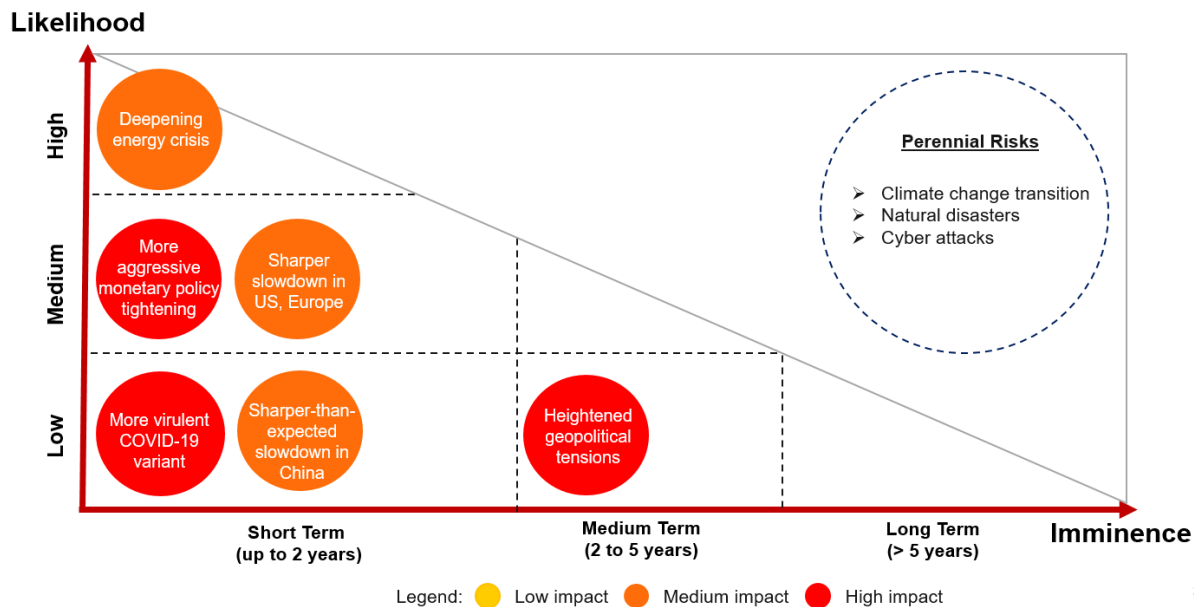 Likelihood
High
Deepening
energy crisis
Perennial Risks
➢ Climate change transition
➢ Natural disasters
➢ Cyber attacks
Medium
More
aggressive
monetary policy
tightening
Sharper
slowdown in
US, Europe
Low
More virulent
COVID-19
variant
Sharper-than-
expected
slowdown in
China
Heightened
geopolitical
tensions
Short Term
(up to 2 years)
Medium Term
(2 to 5 years)
Long Term
(> 5 years)
Imminence
Legend: Low impact Medium impact High impact